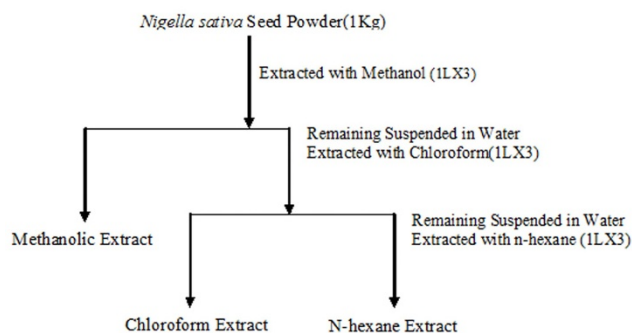 Nigella sativa Seed Powder(1Kg)
Extracted with Methanol (1LX3)
Remaining Suspended in Water
Extracted with Chloroform(1LX3)
Methanolic Extract
Remaining Suspended in Water
Extracted with n-hexane (1LX3)
Chloroform Extract
N-hexane Extract